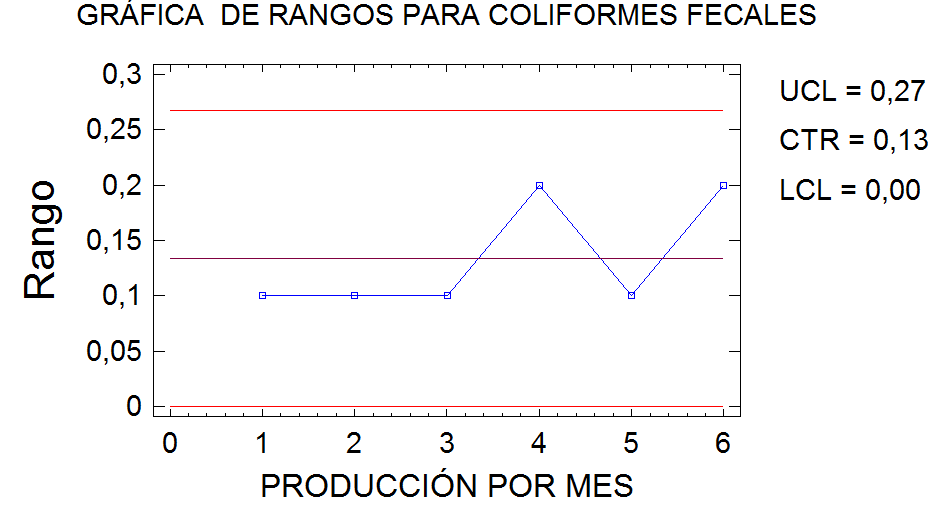 GRÁFICA  DE RANGOS PARA COLIFORMES FECALES
UCL = 0,27
CTR = 0,13
LCL = 0,00
Rango
0,3
0,25
0,2
0,15
0,1
0,05
0
0 1 2 3 4 5 6
PRODUCCIÓN POR MES